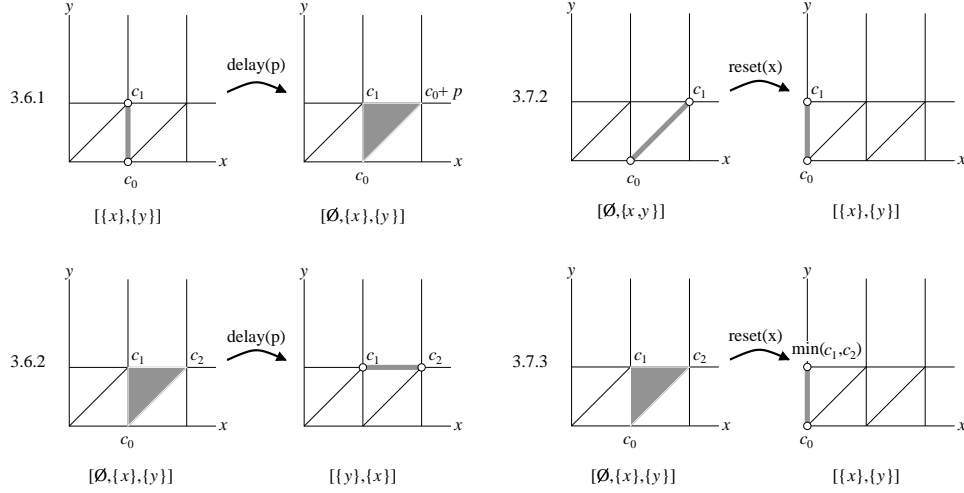 y
y
y
y
delay(p)
reset(x)
3.6.1
c₁
c₁
c₀+ p
3.7.2
c₁
c₁
x
x
x
x
c₀
c₀
c₀
c₀
[{x},{y}]
[Ø,{x},{y}]
[Ø,{x,y}]
[{x},{y}]
y
y
y
y
delay(p)
reset(x)
3.6.2
c₁
c₂
c₁
c₂
3.7.3
c₁
c₂
min(c₁,c₂)
x
x
x
x
c₀
c₀
c₀
[Ø,{x},{y}]
[{y},{x}]
[Ø,{x},{y}]
[{x},{y}]